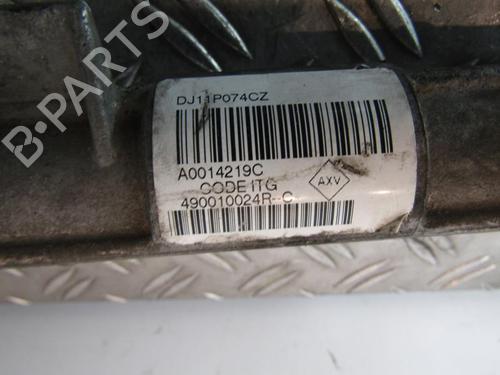 B-PARTS
DJ11P074CZ
A0014219C
CODE ITG
AXV
490010024R--C